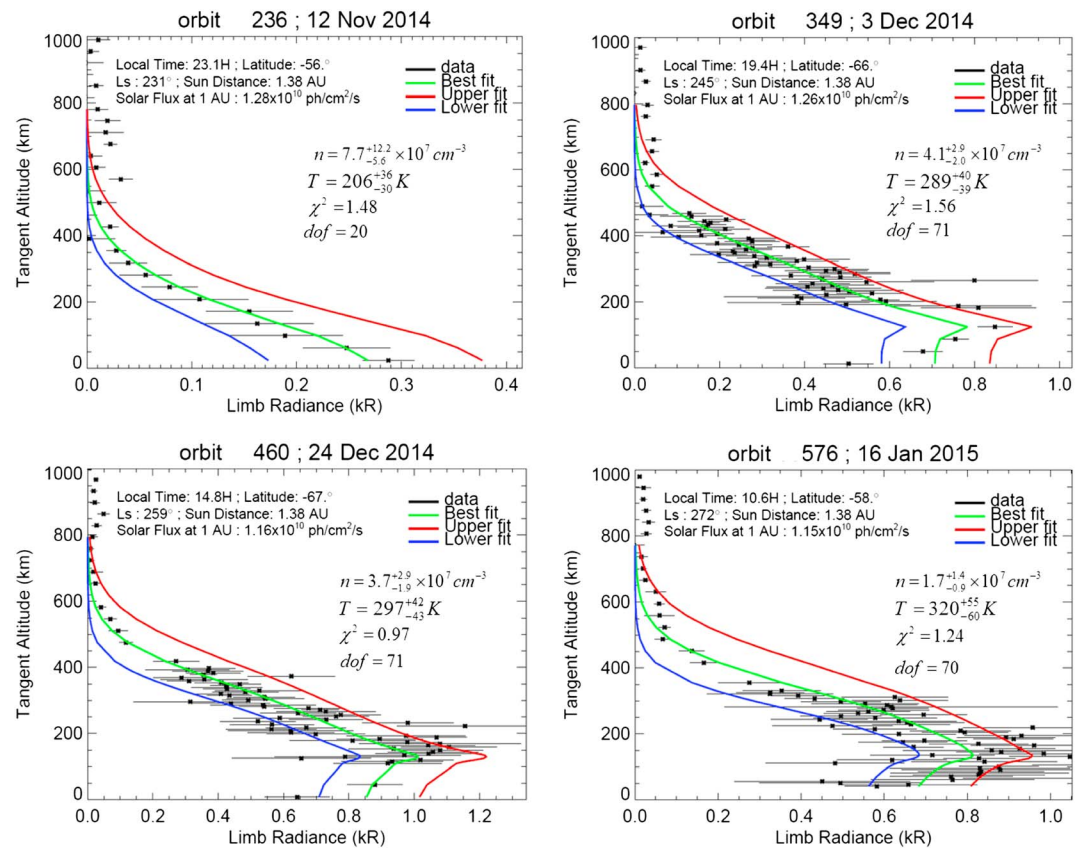 orbit 236 ; 12 Nov 2014
1000
800
600
400
200
0
Tangent Altitude (km)
Local Time: 23.1H ; Latitude: -56.°
Ls : 231° ; Sun Distance: 1.38 AU
Solar Flux at 1 AU : 1.28x10^10 ph/cm²/s
data
Best fit
Upper fit
Lower fit
n = 7.7 +12.2 −5.6 ×10^7 cm^−3
T = 206 +36 −30 K
χ² = 1.48
dof = 20
0.0 0.1 0.2 0.3 0.4
Limb Radiance (kR)
orbit 349 ; 3 Dec 2014
1000
800
600
400
200
0
Tangent Altitude (km)
Local Time: 19.4H ; Latitude: -66.°
Ls : 245° ; Sun Distance: 1.38 AU
Solar Flux at 1 AU : 1.26x10^10 ph/cm²/s
data
Best fit
Upper fit
Lower fit
n = 4.1 +2.9 −2.0 ×10^7 cm^−3
T = 289 +40 −39 K
χ² = 1.56
dof = 71
0.0 0.2 0.4 0.6 0.8 1.0
Limb Radiance (kR)
orbit 460 ; 24 Dec 2014
1000
800
600
400
200
0
Tangent Altitude (km)
Local Time: 14.8H ; Latitude: -67.°
Ls : 259° ; Sun Distance: 1.38 AU
Solar Flux at 1 AU : 1.16x10^10 ph/cm²/s
data
Best fit
Upper fit
Lower fit
n = 3.7 +2.9 −1.9 ×10^7 cm^−3
T = 297 +42 −43 K
χ² = 0.97
dof = 71
0.0 0.2 0.4 0.6 0.8 1.0 1.2
Limb Radiance (kR)
orbit 576 ; 16 Jan 2015
1000
800
600
400
200
0
Tangent Altitude (km)
Local Time: 10.6H ; Latitude: -58.°
Ls : 272° ; Sun Distance: 1.38 AU
Solar Flux at 1 AU : 1.15x10^10 ph/cm²/s
data
Best fit
Upper fit
Lower fit
n = 1.7 +1.4 −0.9 ×10^7 cm^−3
T = 320 +55 −60 K
χ² = 1.24
dof = 70
0.0 0.2 0.4 0.6 0.8 1.0
Limb Radiance (kR)